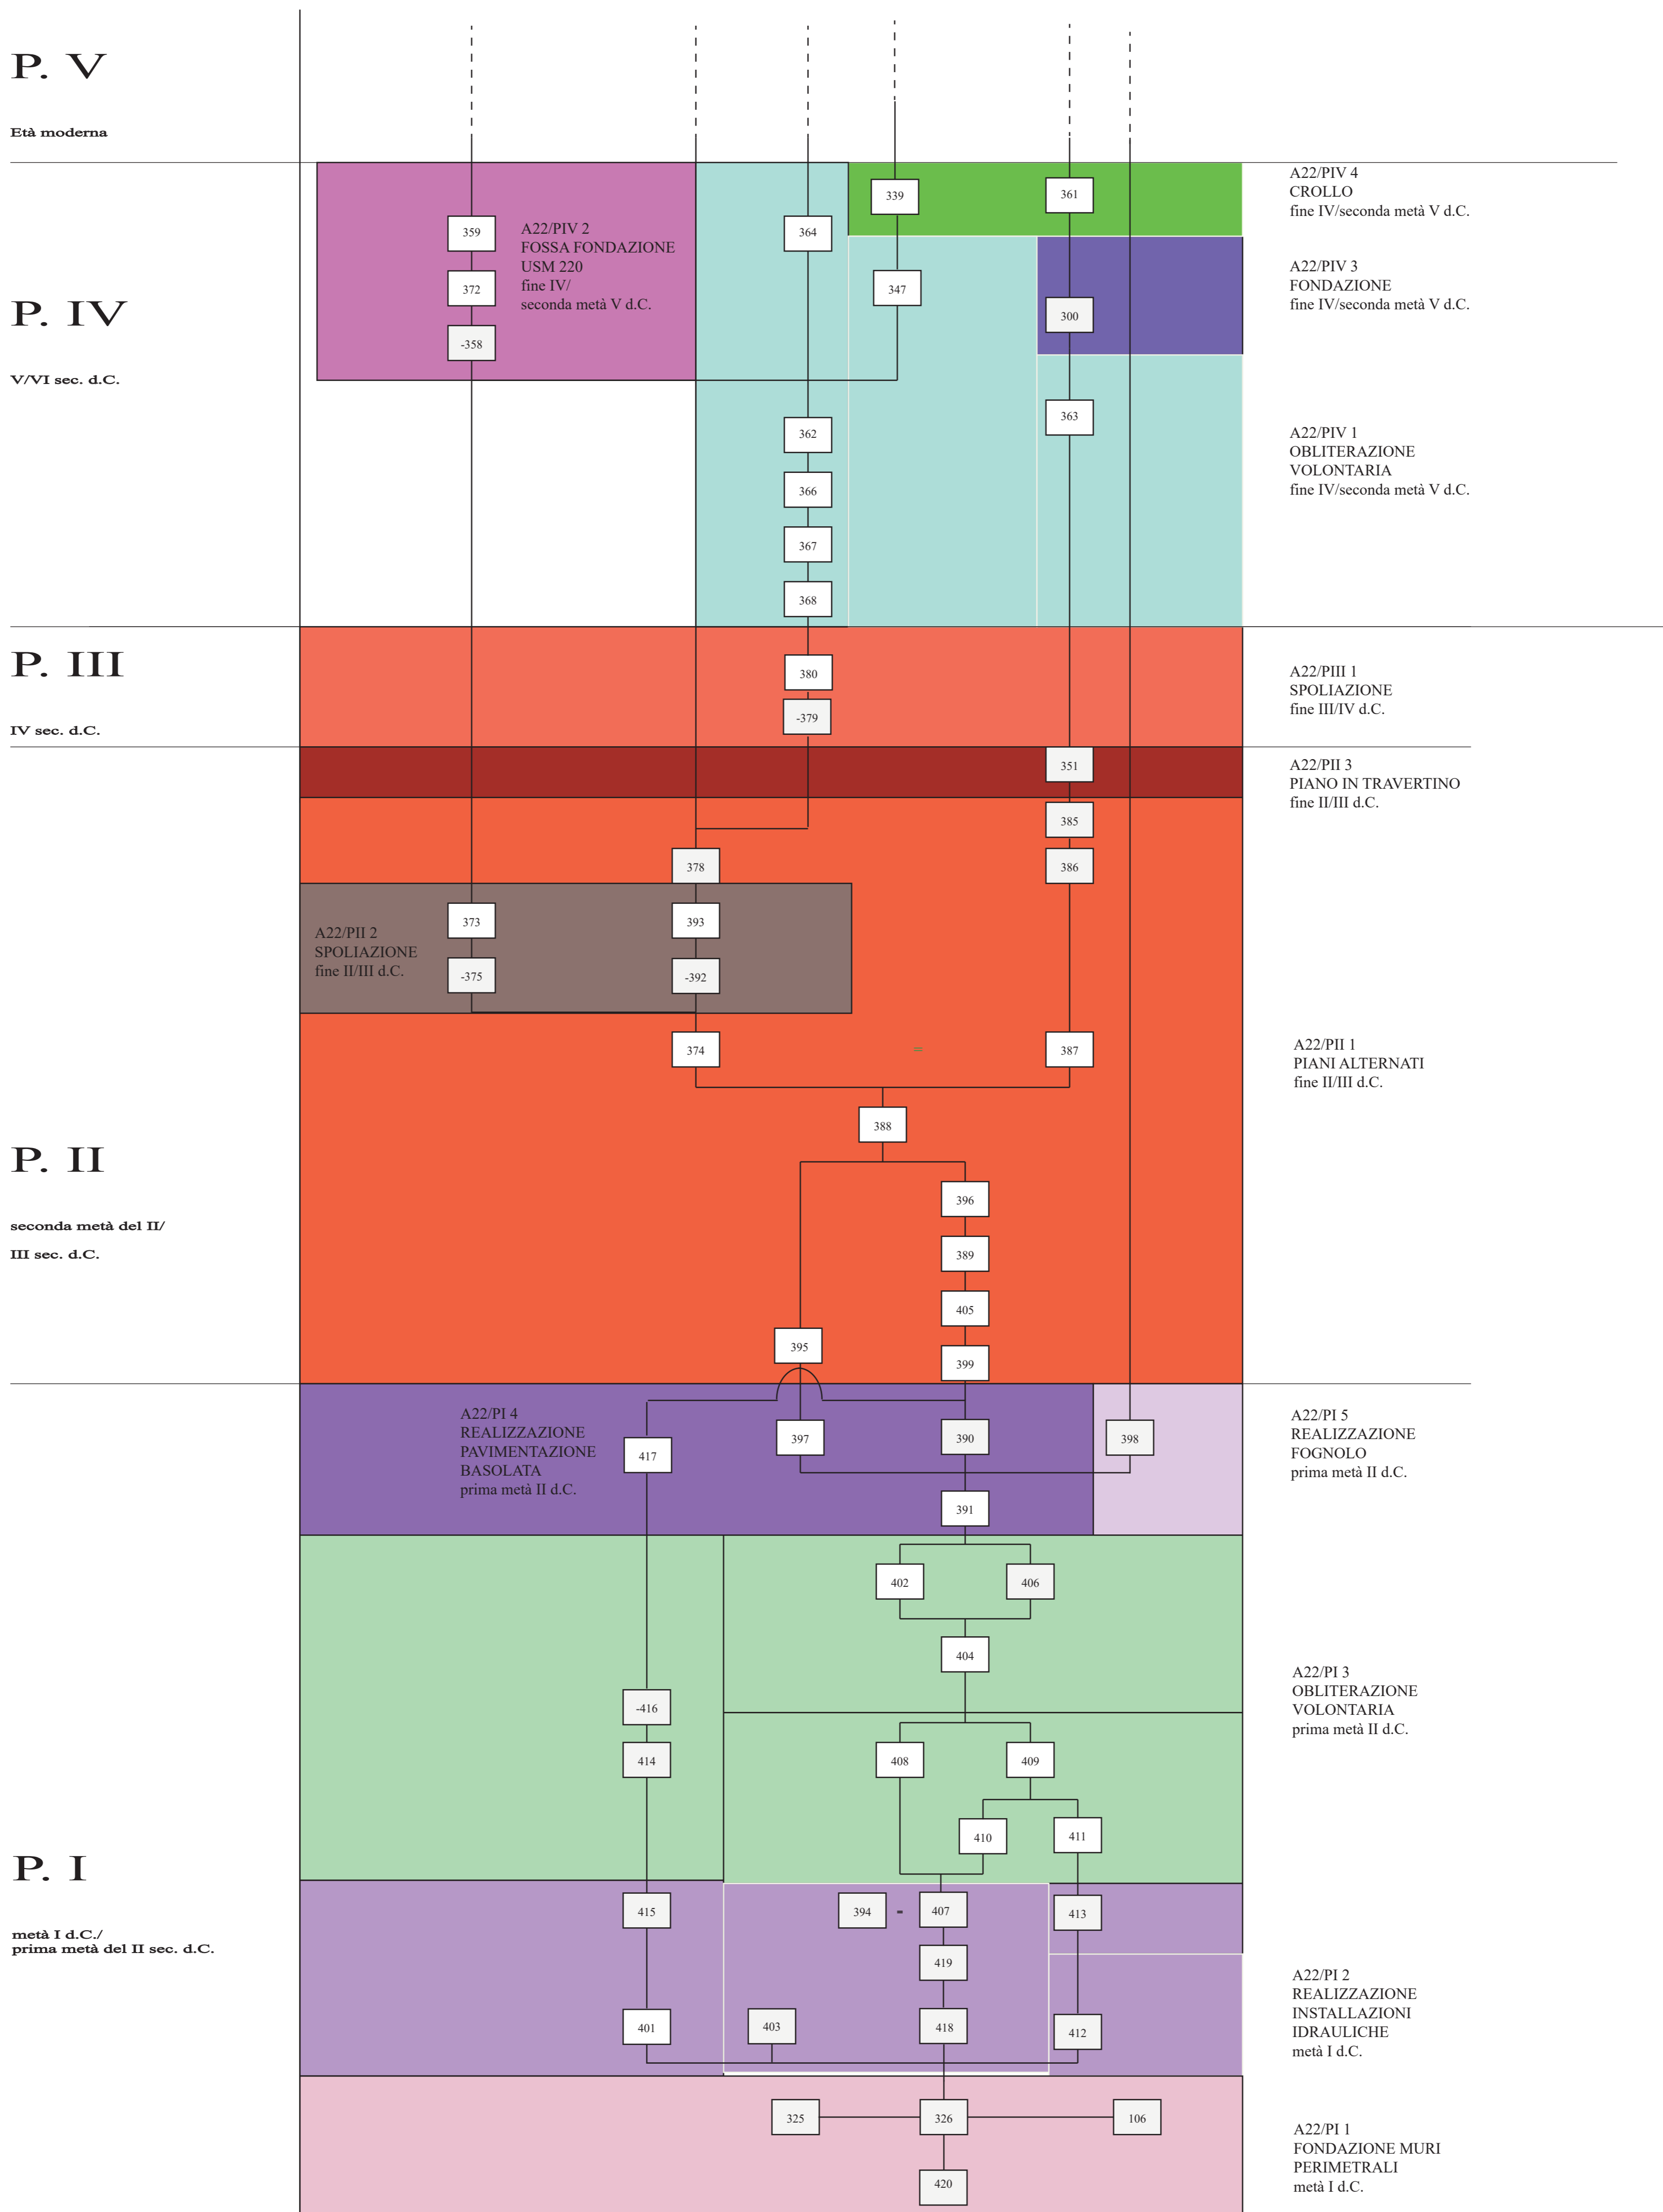 P. V
Età moderna
A22/PIV 4
CROLLO
fine IV/seconda metà V d.C.
339
361
359
364
A22/PIV 2
FOSSA FONDAZIONE
USM 220
fine IV/
seconda metà V d.C.
372
347
-358
300
A22/PIV 3
FONDAZIONE
fine IV/seconda metà V d.C.
P. IV
V/VI sec. d.C.
363
362
366
367
368
A22/PIV 1
OBLITERAZIONE
VOLONTARIA
fine IV/seconda metà V d.C.
P. III
IV sec. d.C.
380
-379
A22/PIII 1
SPOLIAZIONE
fine III/IV d.C.
351
A22/PII 3
PIANO IN TRAVERTINO
fine II/III d.C.
385
378
386
A22/PII 2
SPOLIAZIONE
fine II/III d.C.
373
393
-375
-392
374
=
387
A22/PII 1
PIANI ALTERNATI
fine II/III d.C.
388
P. II
seconda metà del II/
III sec. d.C.
396
389
405
395
399
A22/PI 4
REALIZZAZIONE
PAVIMENTAZIONE
BASOLATA
prima metà II d.C.
417
397
390
398
391
A22/PI 5
REALIZZAZIONE
FOGNOLO
prima metà II d.C.
402
406
404
-416
414
408
409
410
411
A22/PI 3
OBLITERAZIONE
VOLONTARIA
prima metà II d.C.
P. I
metà I d.C./
prima metà del II sec. d.C.
415
394 = 407
413
419
401
403
418
412
A22/PI 2
REALIZZAZIONE
INSTALLAZIONI
IDRAULICHE
metà I d.C.
325
326
106
420
A22/PI 1
FONDAZIONE MURI
PERIMETRALI
metà I d.C.